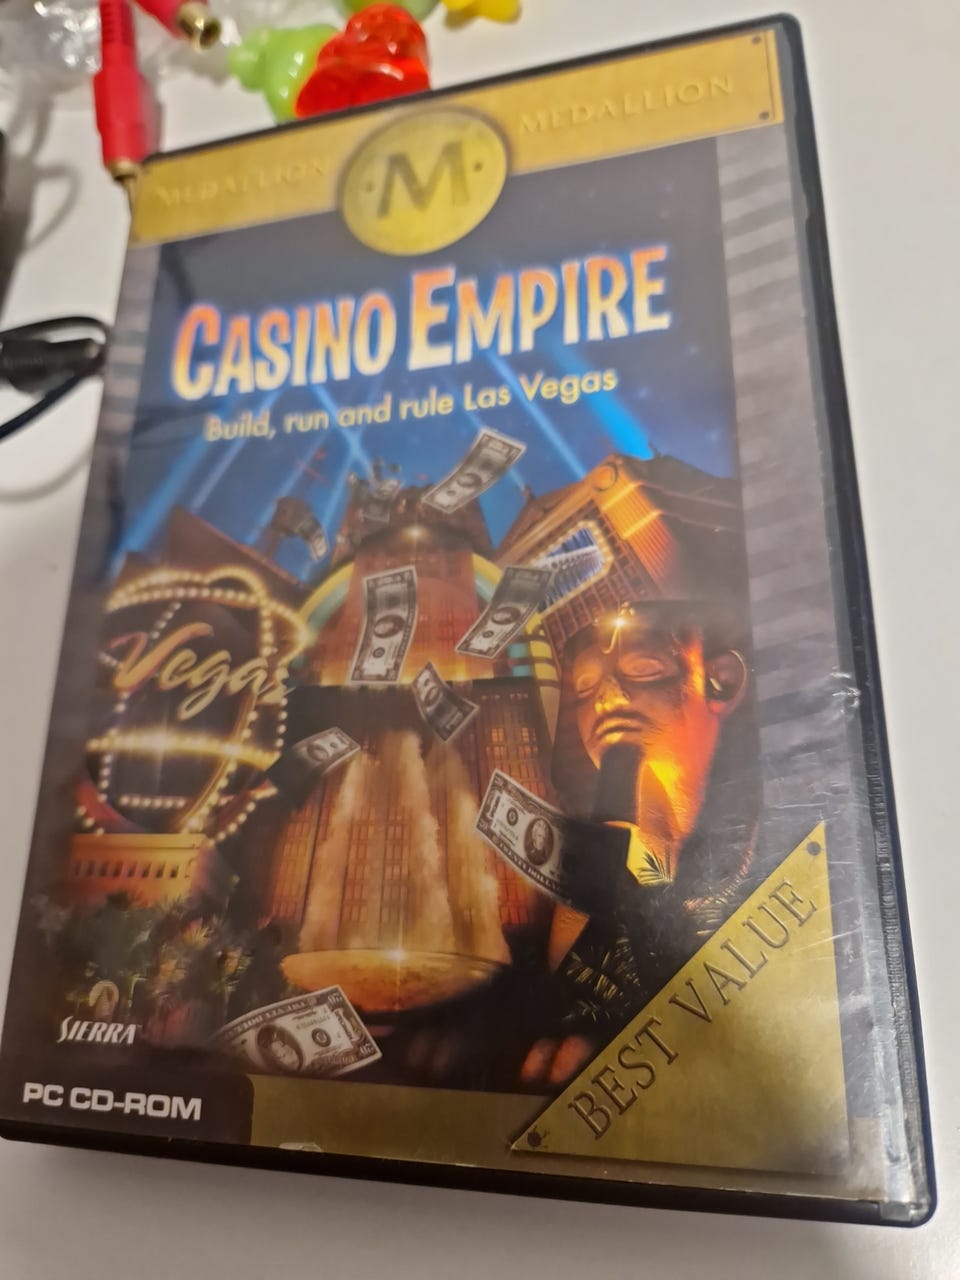 MEDALLION M MEDALLION
CASINO EMPIRE
Build, run and rule Las Vegas
Vegas
SIERRA
PC CD-ROM
BEST VALUE